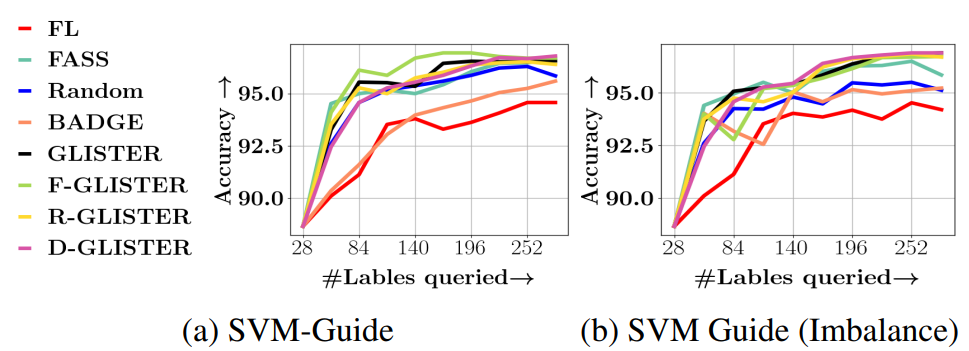 FL
FASS
Random
BADGE
GLISTER
F-GLISTER
R-GLISTER
D-GLISTER
Accuracy →
95.0
92.5
90.0
28 84 140 196 252
#Lables queried→
(a) SVM-Guide
Accuracy →
95.0
92.5
90.0
28 84 140 196 252
#Lables queried→
(b) SVM Guide (Imbalance)